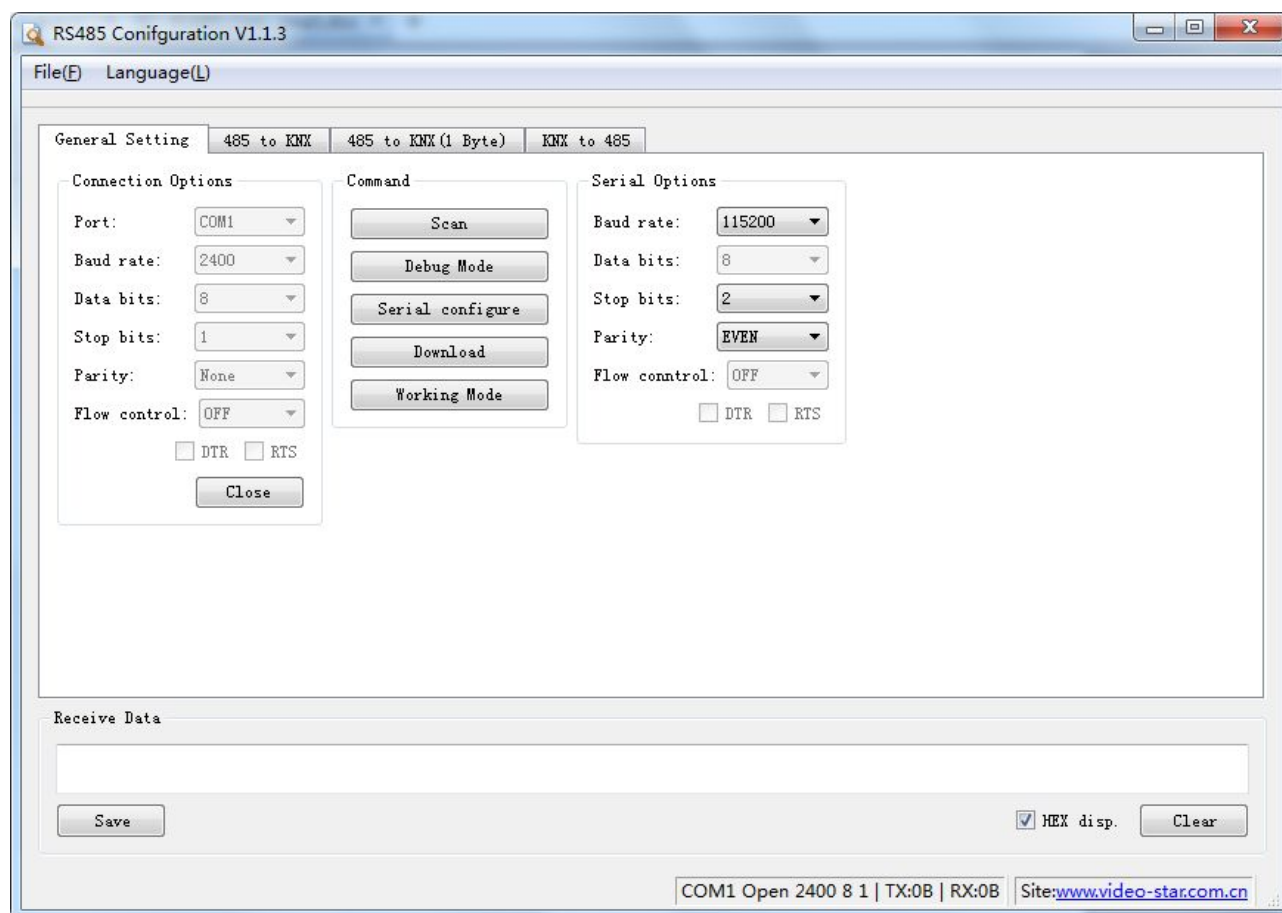 RS485 Conifguration V1.1.3
File(F) Language(L)
General Setting 485 to KNX 485 to KNX(1 Byte) KNX to 485
Connection Options
Port: COM1
Baud rate: 2400
Data bits: 8
Stop bits: 1
Parity: None
Flow control: OFF
DTR RTS
Close
Command
Scan
Debug Mode
Serial configure
Download
Working Mode
Serial Options
Baud rate: 115200
Data bits: 8
Stop bits: 2
Parity: EVEN
Flow conntrol: OFF
DTR RTS
Receive Data
Save HEX disp. Clear
COM1 Open 2400 8 1 | TX:0B | RX:0B Site:www.video-star.com.cn